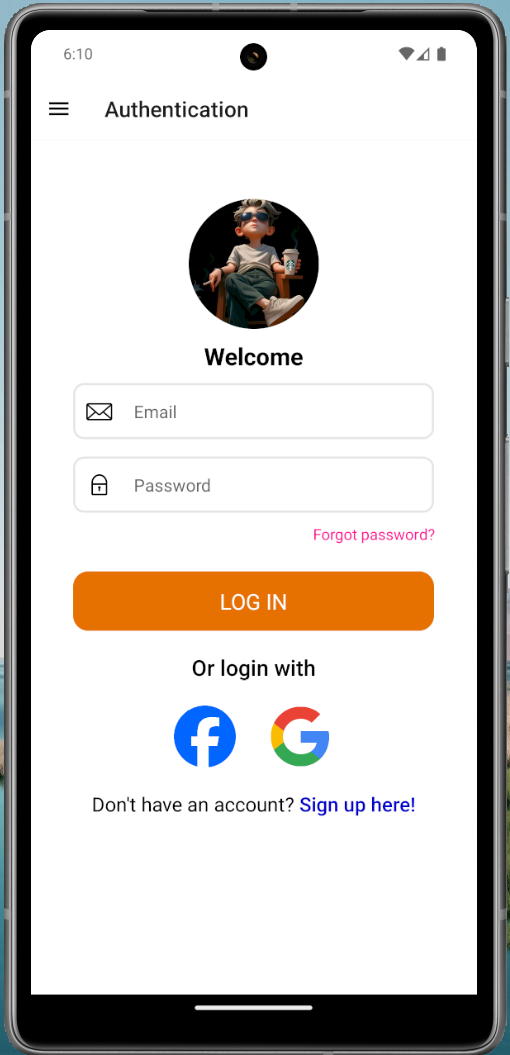 6:10
Authentication
Welcome
Email
Password
Forgot password?
LOG IN
Or login with
Don't have an account? Sign up here!